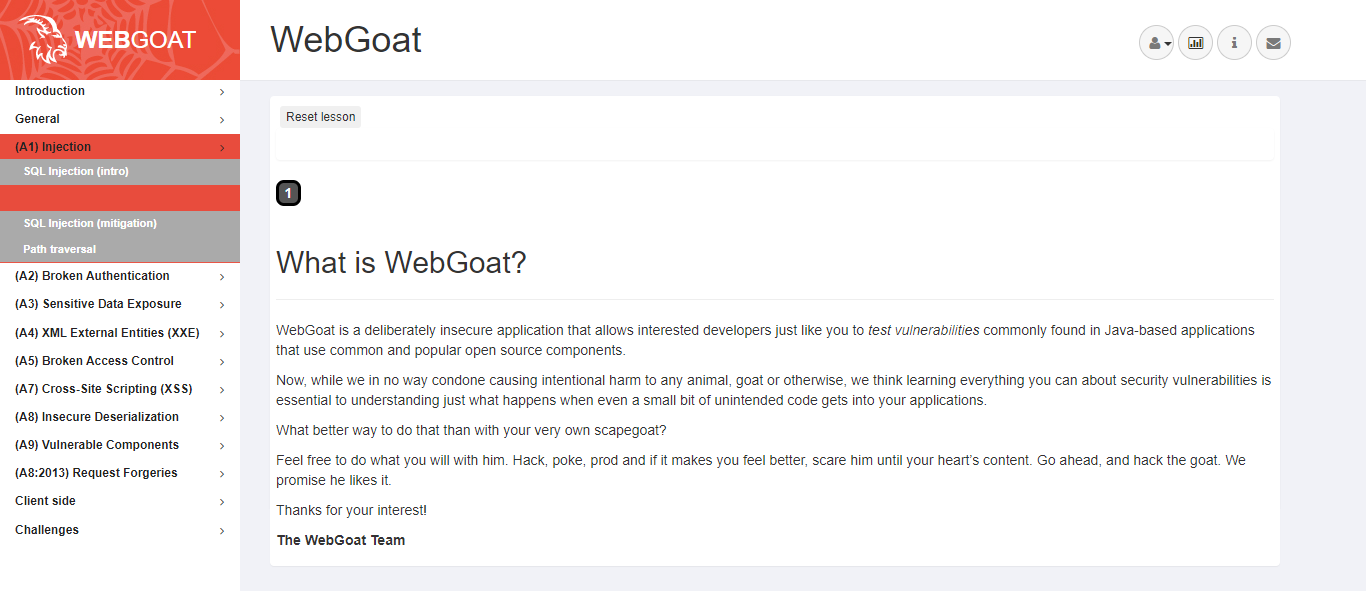 WEBGOAT
WebGoat
Introduction
General
(A1) Injection
SQL Injection (intro)
SQL Injection (mitigation)
Path traversal
(A2) Broken Authentication
(A3) Sensitive Data Exposure
(A4) XML External Entities (XXE)
(A5) Broken Access Control
(A7) Cross-Site Scripting (XSS)
(A8) Insecure Deserialization
(A9) Vulnerable Components
(A8:2013) Request Forgeries
Client side
Challenges
Reset lesson
1
What is WebGoat?
WebGoat is a deliberately insecure application that allows interested developers just like you to test vulnerabilities commonly found in Java-based applications
that use common and popular open source components.
Now, while we in no way condone causing intentional harm to any animal, goat or otherwise, we think learning everything you can about security vulnerabilities is
essential to understanding just what happens when even a small bit of unintended code gets into your applications.
What better way to do that than with your very own scapegoat?
Feel free to do what you will with him. Hack, poke, prod and if it makes you feel better, scare him until your heart’s content. Go ahead, and hack the goat. We
promise he likes it.
Thanks for your interest!
The WebGoat Team